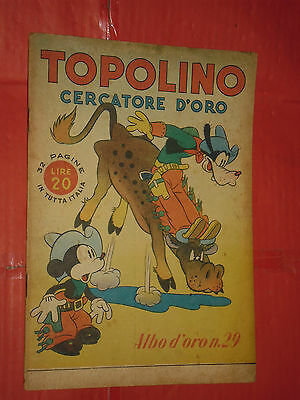 TOPOLINO
CERCATORE D'ORO
32 PAGINE
LIRE
20
IN TUTTA ITALIA
Albo d'oro n.29